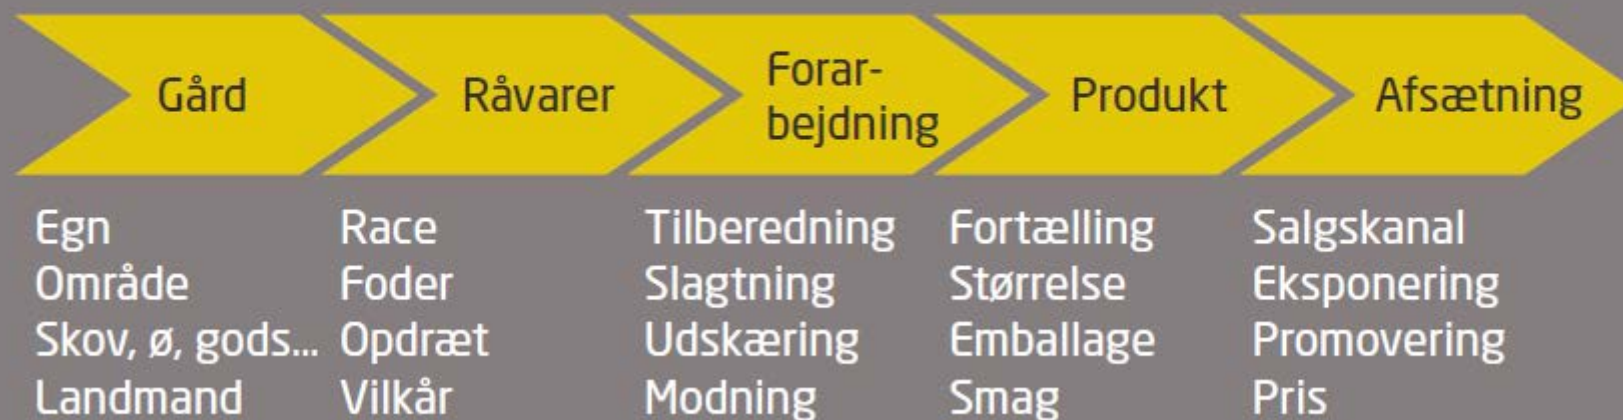 Gård
Råvarer
Forar-
bejdning
Produkt
Afsætning
Egn
Område
Skov, ø, gods...
Landmand
Race
Foder
Opdræt
Vilkår
Tilberedning
Slagtning
Udskæring
Modning
Fortælling
Størrelse
Emballage
Smag
Salgskanal
Eksponering
Promovering
Pris